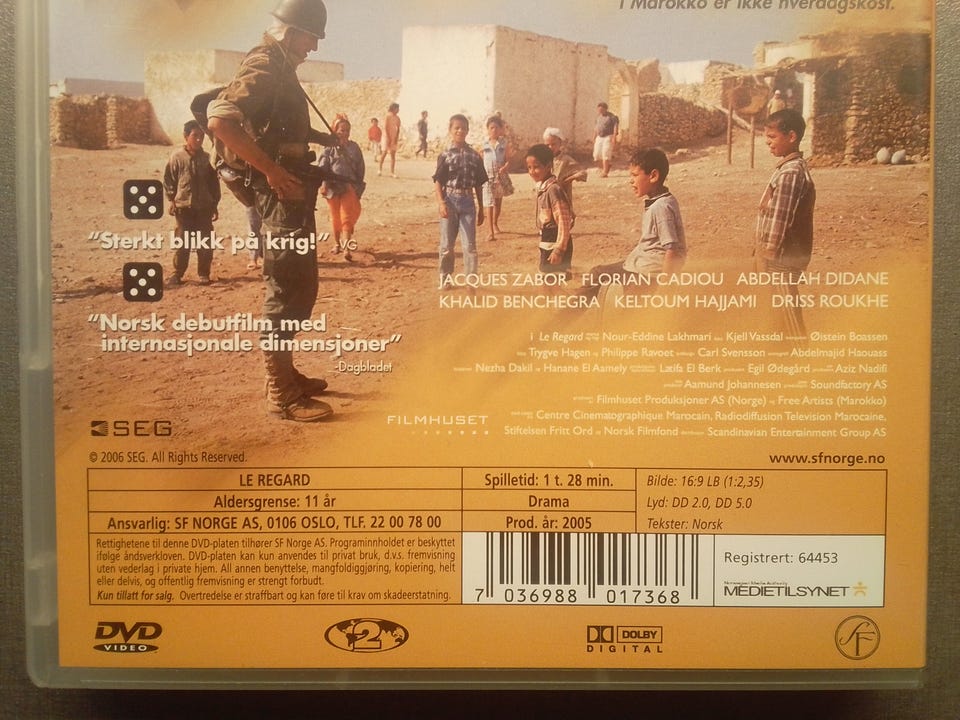 i Marokko er ikke hverdagskost.
"Sterkt blikk på krig!" VG
"Norsk debutfilm med
internasjonale dimensjoner"
-Dagbladet
JACQUES ZABOR FLORIAN CADIOU ABDELLAH DIDANE
KHALID BENCHEGRA KELTOUM HAJJAMI DRISS ROUKHE
i Le Regard Nour-Eddine Lakhmari Kjell Vassdal Øistein Boassen
Trygve Hagen Philippe Ravoet Carl Svensson Abdelmajid Haouass
Nezha Dakil Hanane El Aamely Latifa El Berk Egil Ødegård Aziz Nadifi
Aamund Johannesen Soundfactory AS
Filmhuset Produksjoner AS (Norge) og Free Artists (Marokko)
Centre Cinematographique Marocain, Radiodiffusion Television Marocaine,
Stiftelsen Fritt Ord og Norsk Filmfond Scandinavian Entertainment Group AS
FILMHUSET
SEG
© 2006 SEG. All Rights Reserved.
www.sfnorge.no
LE REGARD
Aldersgrense: 11 år
Ansvarlig: SF NORGE AS, 0106 OSLO, TLF. 22 00 78 00
Spilletid: 1 t. 28 min.
Drama
Prod. år: 2005
Bilde: 16:9 LB (1:2,35)
Lyd: DD 2.0, DD 5.0
Tekster: Norsk
Rettighetene til denne DVD-platen tilhører SF Norge AS. Programinnholdet er beskyttet
ifølge åndsverkloven. DVD-platen kan kun anvendes til privat bruk, d.v.s. fremvisning
uten vederlag i private hjem. All annen benyttelse, mangfoldiggjøring, kopiering, helt
eller delvis, og offentlig fremvisning er strengt forbudt.
Kun tillatt for salg. Overtredelse er straffbart og kan føre til krav om skadeerstatning.
7 036988 017368
Registrert: 64453
Norwegian Media Authority
MEDIETILSYNET
DVD
VIDEO
2
DOLBY
DIGITAL
SF